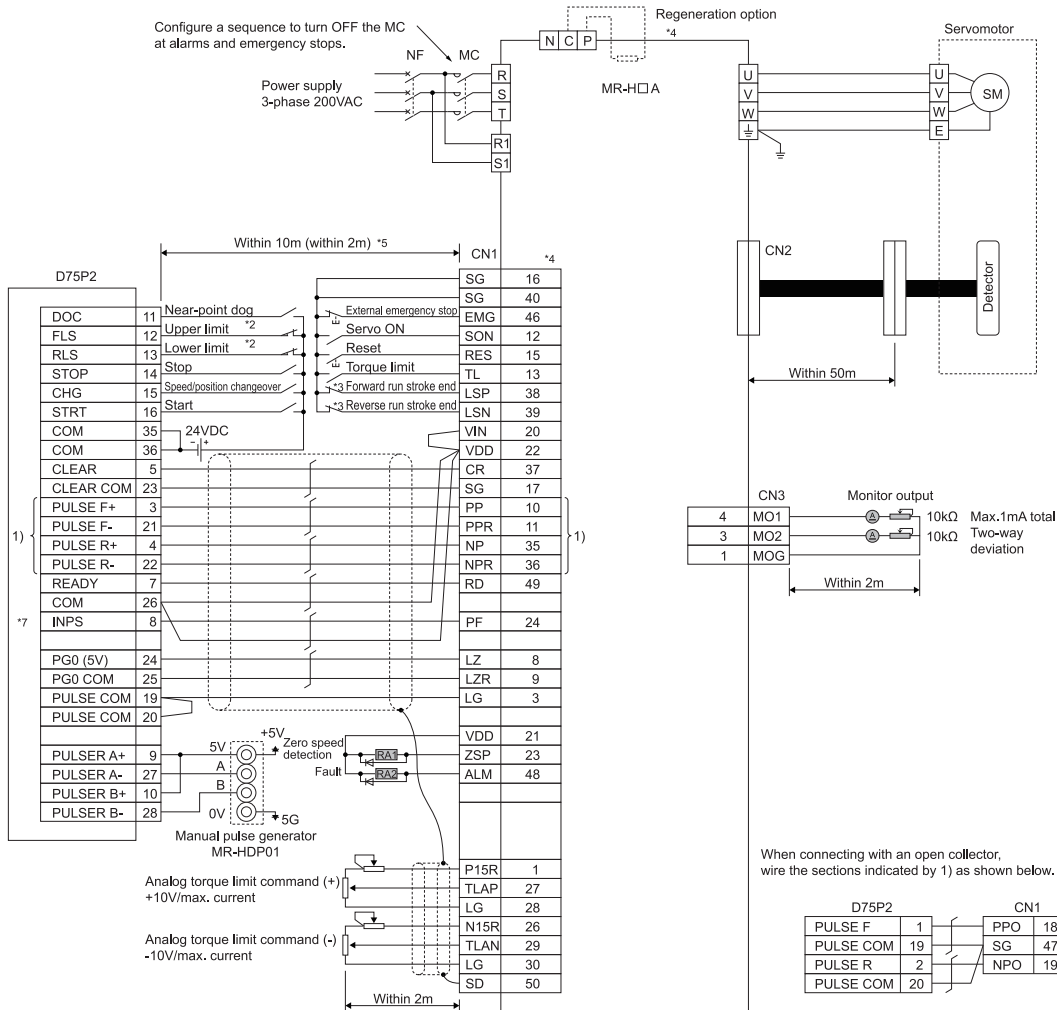 Configure a sequence to turn OFF the MC
at alarms and emergency stops.
Regeneration option
*4
N C P
Servomotor
NF MC
Power supply
3-phase 200VAC
R
S
T
R1
S1
MR-H□A
U
V
W
U
V
W
E
SM
Within 10m (within 2m) *5
CN1 *4
CN2
Detector
Within 50m
D75P2
SG 16
SG 40
DOC 11 Near-point dog External emergency stop EMG 46
FLS 12 Upper limit *2 Servo ON SON 12
RLS 13 Lower limit *2 Reset RES 15
STOP 14 Stop Torque limit TL 13
CHG 15 Speed/position changeover *3 Forward run stroke end LSP 38
STRT 16 Start *3 Reverse run stroke end LSN 39
E-
E-
COM 35 24VDC VIN 20
- +
COM 36 VDD 22
CLEAR 5 CR 37
CLEAR COM 23 SG 17
PULSE F+ 3 PP 10
PULSE F- 21 PPR 11
1) 1)
PULSE R+ 4 NP 35
PULSE R- 22 NPR 36
READY 7 RD 49
COM 26
*7 INPS 8 PF 24
PG0 (5V) 24 LZ 8
PG0 COM 25 LZR 9
PULSE COM 19 LG 3
PULSE COM 20
VDD 21
PULSER A+ 9 5V +5V Zero speed
detection RA1 ZSP 23
PULSER A- 27 A Fault RA2 ALM 48
PULSER B+ 10 B
PULSER B- 28 0V 5G
Manual pulse generator
MR-HDP01
CN3 Monitor output
4 MO1 A 10kΩ Max.1mA total
3 MO2 A 10kΩ Two-way
deviation
1 MOG
Within 2m
P15R 1
Analog torque limit command (+)
+10V/max. current
TLAP 27
LG 28
N15R 26
Analog torque limit command (-)
-10V/max. current
TLAN 29
LG 30
SD 50
Within 2m
When connecting with an open collector,
wire the sections indicated by 1) as shown below.
D75P2 CN1
PULSE F 1 PPO 18
PULSE COM 19 SG 47
PULSE R 2 NPO 19
PULSE COM 20